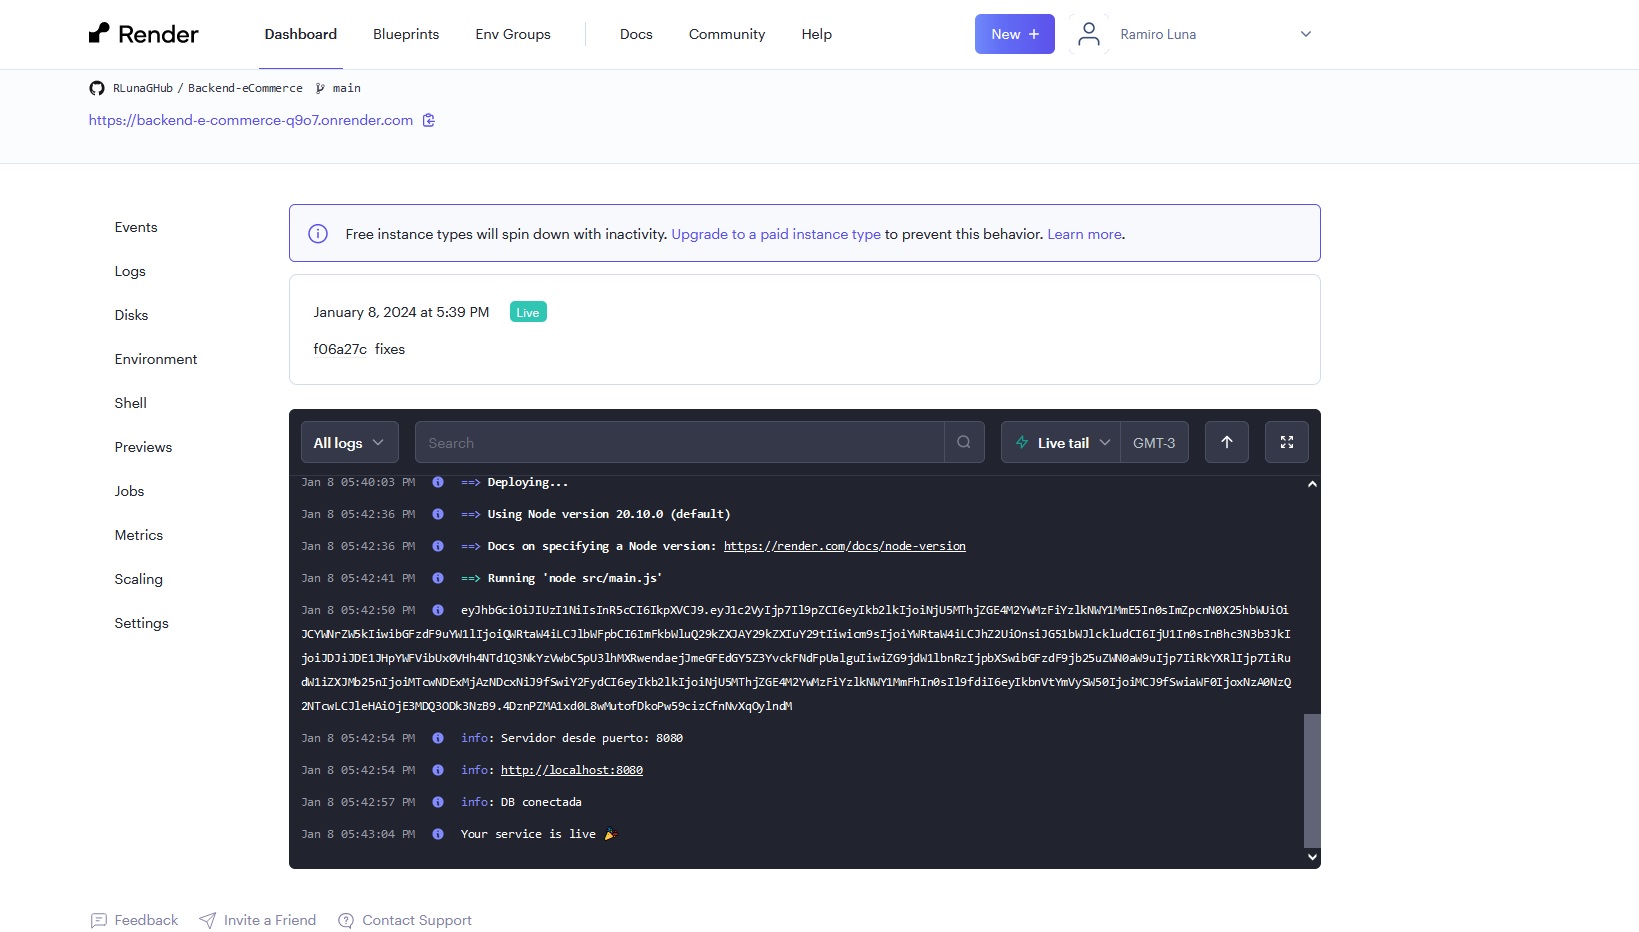 Render
Dashboard
Blueprints
Env Groups
Docs
Community
Help
New +
Ramiro Luna
RLunaGHub / Backend-eCommerce
main
https://backend-e-commerce-q9o7.onrender.com
Events
Logs
Disks
Environment
Shell
Previews
Jobs
Metrics
Scaling
Settings
Free instance types will spin down with inactivity. Upgrade to a paid instance type to prevent this behavior. Learn more.
January 8, 2024 at 5:39 PM Live
f06a27c fixes
All logs
Search
Live tail
GMT-3
Jan 8 05:40:03 PM ==> Deploying...
Jan 8 05:42:36 PM ==> Using Node version 20.10.0 (default)
Jan 8 05:42:36 PM ==> Docs on specifying a Node version: https://render.com/docs/node-version
Jan 8 05:42:41 PM ==> Running 'node src/main.js'
Jan 8 05:42:50 PM
Jan 8 05:42:54 PM info: Servidor desde puerto: 8080
Jan 8 05:42:54 PM info: http://localhost:8080
Jan 8 05:42:57 PM info: DB conectada
Jan 8 05:43:04 PM Your service is live 🎉
Feedback
Invite a Friend
Contact Support